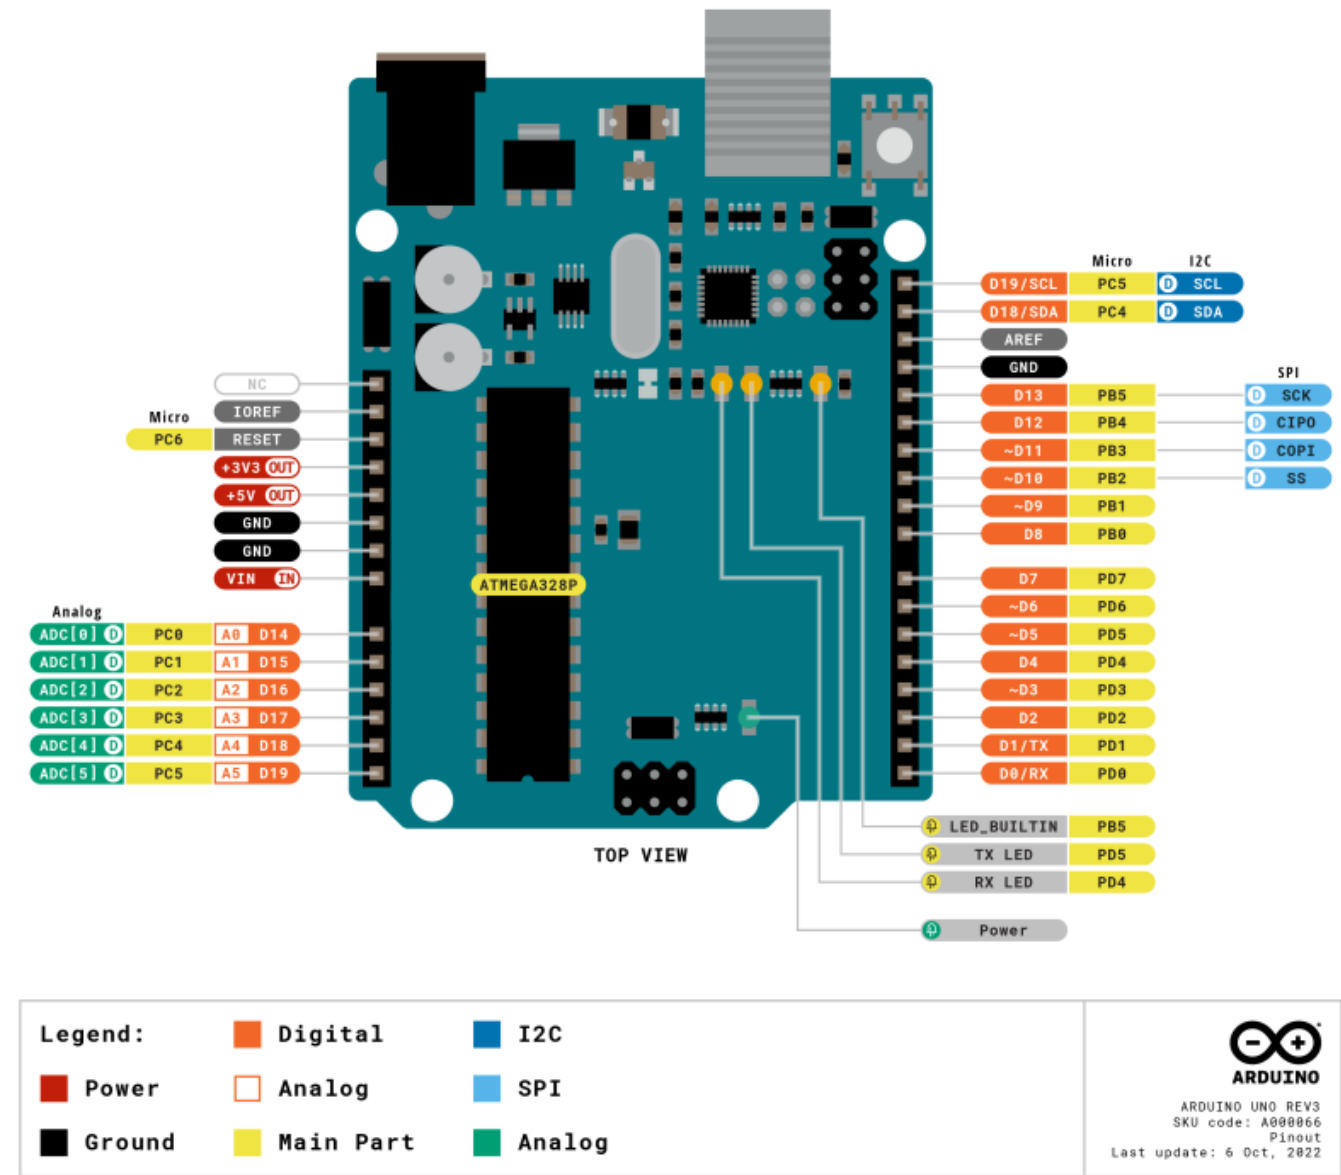 Micro I2C
D19/SCL PC5 D SCL
D18/SDA PC4 D SDA
AREF
GND
SPI
D13 PB5 D SCK
D12 PB4 D CIPO
~D11 PB3 D COPI
~D10 PB2 D SS
~D9 PB1
D8 PB0
D7 PD7
~D6 PD6
~D5 PD5
D4 PD4
~D3 PD3
D2 PD2
D1/TX PD1
D0/RX PD0
NC
IOREF
Micro
PC6 RESET
+3V3 OUT
+5V OUT
GND
GND
VIN IN
Analog
ADC[0] D PC0 A0 D14
ADC[1] D PC1 A1 D15
ADC[2] D PC2 A2 D16
ADC[3] D PC3 A3 D17
ADC[4] D PC4 A4 D18
ADC[5] D PC5 A5 D19
ATMEGA328P
LED_BUILTIN PB5
TX LED PD5
RX LED PD4
Power
TOP VIEW
Legend:
Power
Ground
Digital
Analog
Main Part
I2C
SPI
Analog
ARDUINO
ARDUINO UNO REV3
SKU code: A000066
Pinout
Last update: 6 Oct, 2022